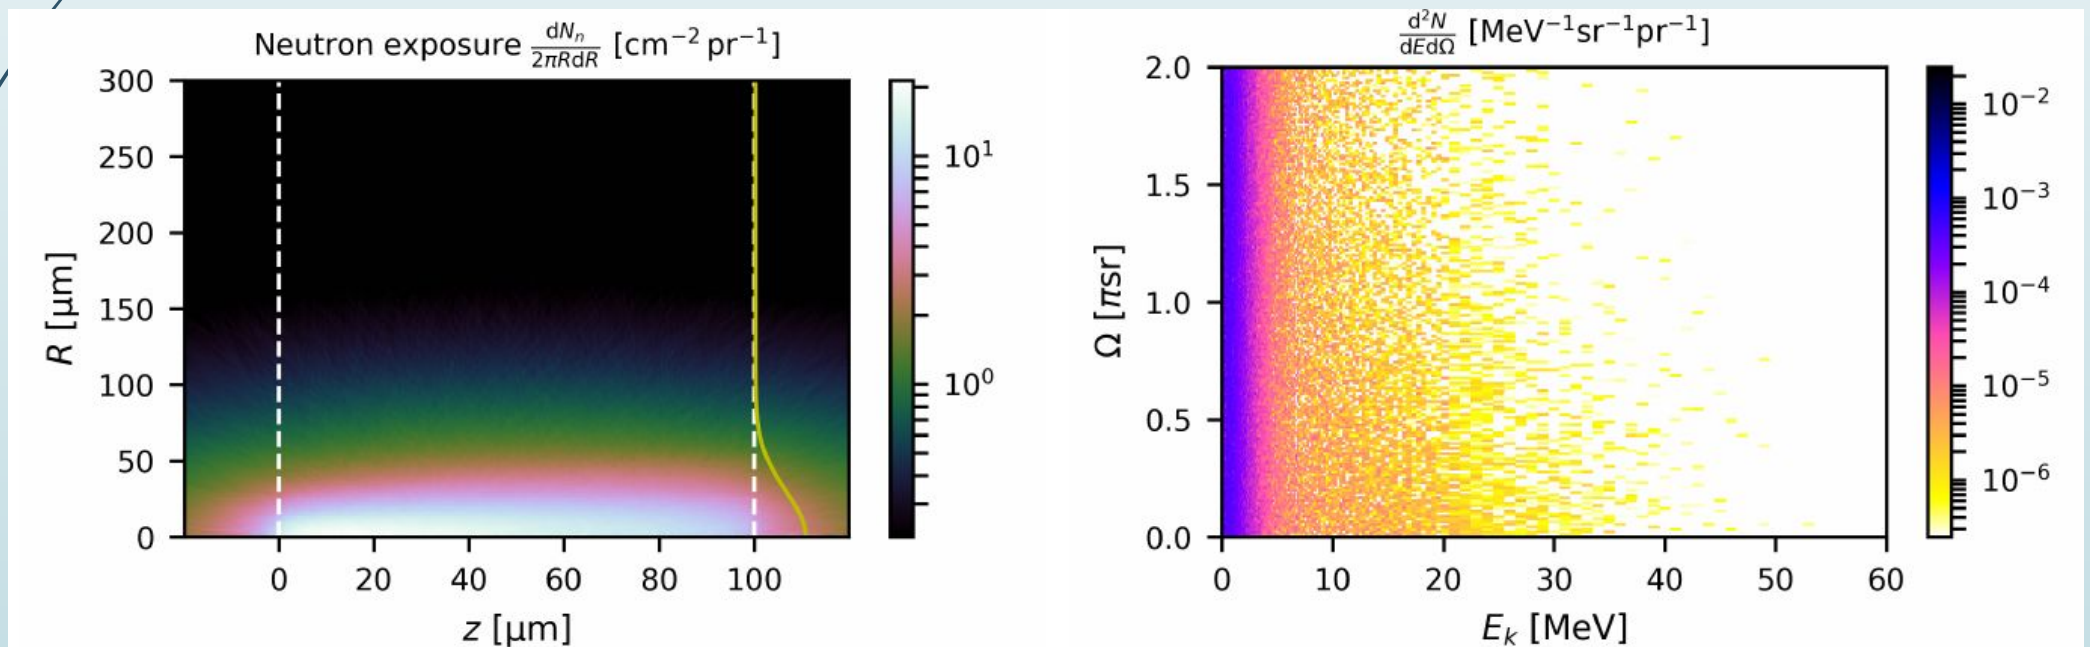 Neutron exposure dNₙ/2πRdR [cm⁻² pr⁻¹]
300
250
200
150
100
50
0
R [µm]
0 20 40 60 80 100
z [µm]
10¹
10⁰
d²N/dEdΩ [MeV⁻¹sr⁻¹pr⁻¹]
2.0
1.5
1.0
0.5
0.0
Ω [πsr]
0 10 20 30 40 50 60
Eₖ [MeV]
10⁻²
10⁻³
10⁻⁴
10⁻⁵
10⁻⁶